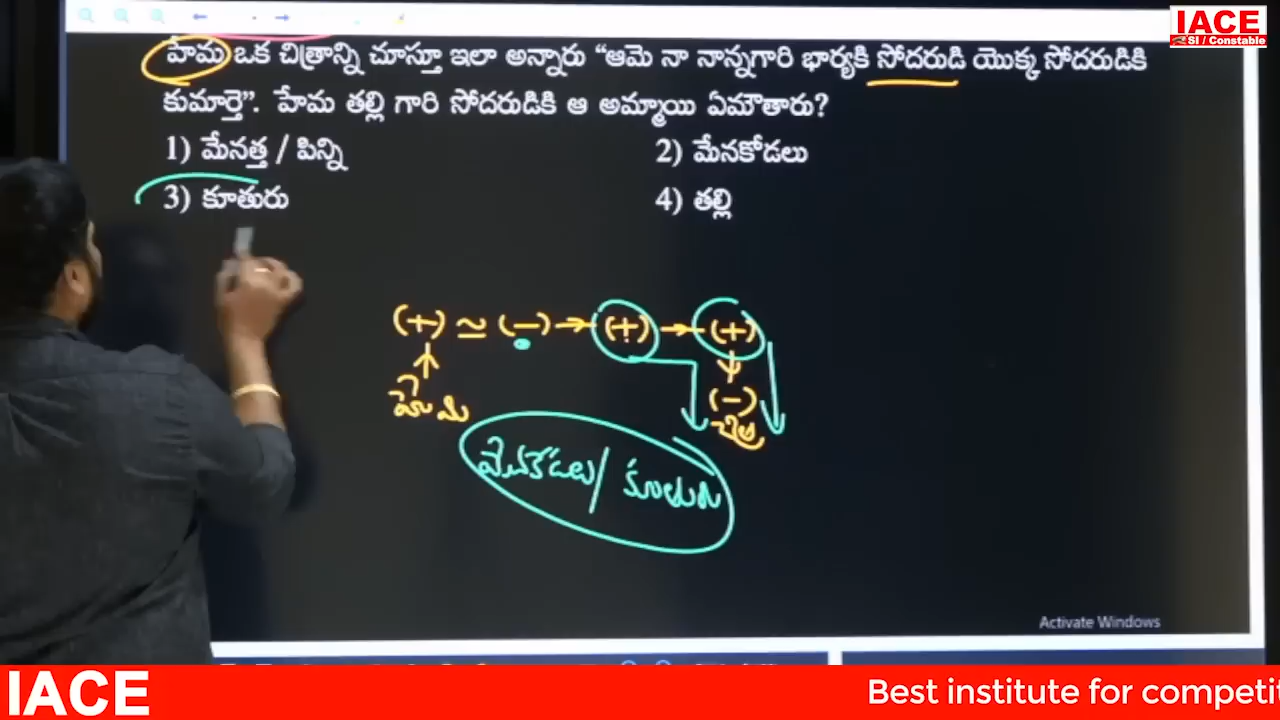 IACE
SI / Constable
హేమ ఒక చిత్రాన్ని చూస్తూ ఇలా అన్నారు “ఆమె నా నాన్నగారి భార్యకి సోదరుడి యొక్క సోదరుడికి
కుమార్తె”. హేమ తల్లి గారి సోదరుడికి ఆ అమ్మాయి ఏమౌతారు?
1) మేనత్త / పిన్ని
2) మేనకోడలు
3) కూతురు
4) తల్లి
(+) ≃ (–) → (+) → (+)
(–)
హేమ
చిత్ర
మేనకోడలు / కూతురు
Activate Windows
IACE
Best institute for competit